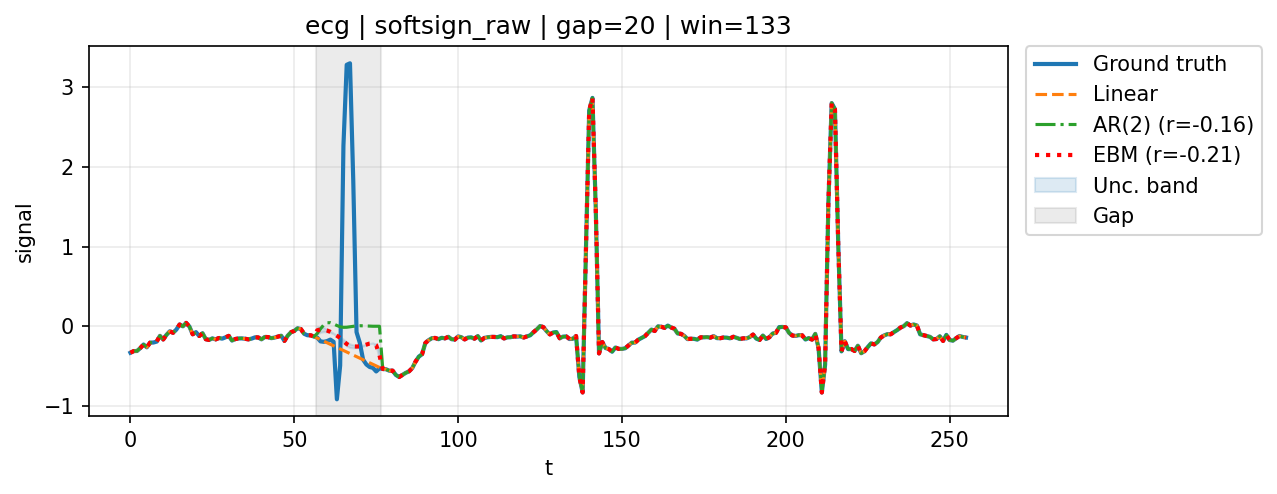 ecg | softsign_raw | gap=20 | win=133
signal
3
2
1
0
−1
0 50 100 150 200 250
t
Ground truth
Linear
AR(2) (r=-0.16)
EBM (r=-0.21)
Unc. band
Gap